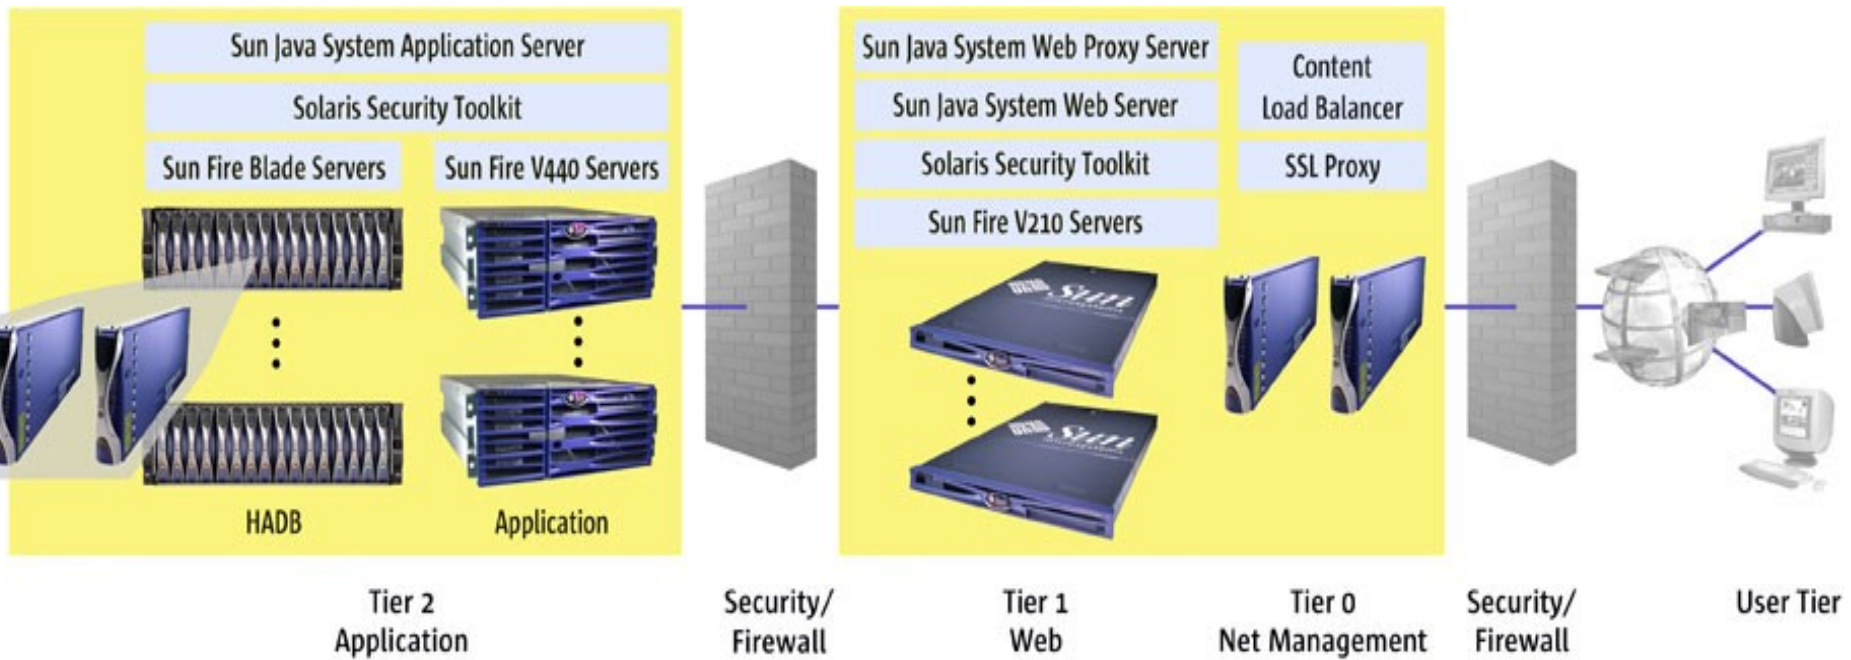 Sun Java System Application Server
Solaris Security Toolkit
Sun Fire Blade Servers
Sun Fire V440 Servers
HADB
Application
Sun Java System Web Proxy Server
Sun Java System Web Server
Solaris Security Toolkit
Sun Fire V210 Servers
Content
Load Balancer
SSL Proxy
Sun
Sun
Tier 2
Application
Security/
Firewall
Tier 1
Web
Tier 0
Net Management
Security/
Firewall
User Tier